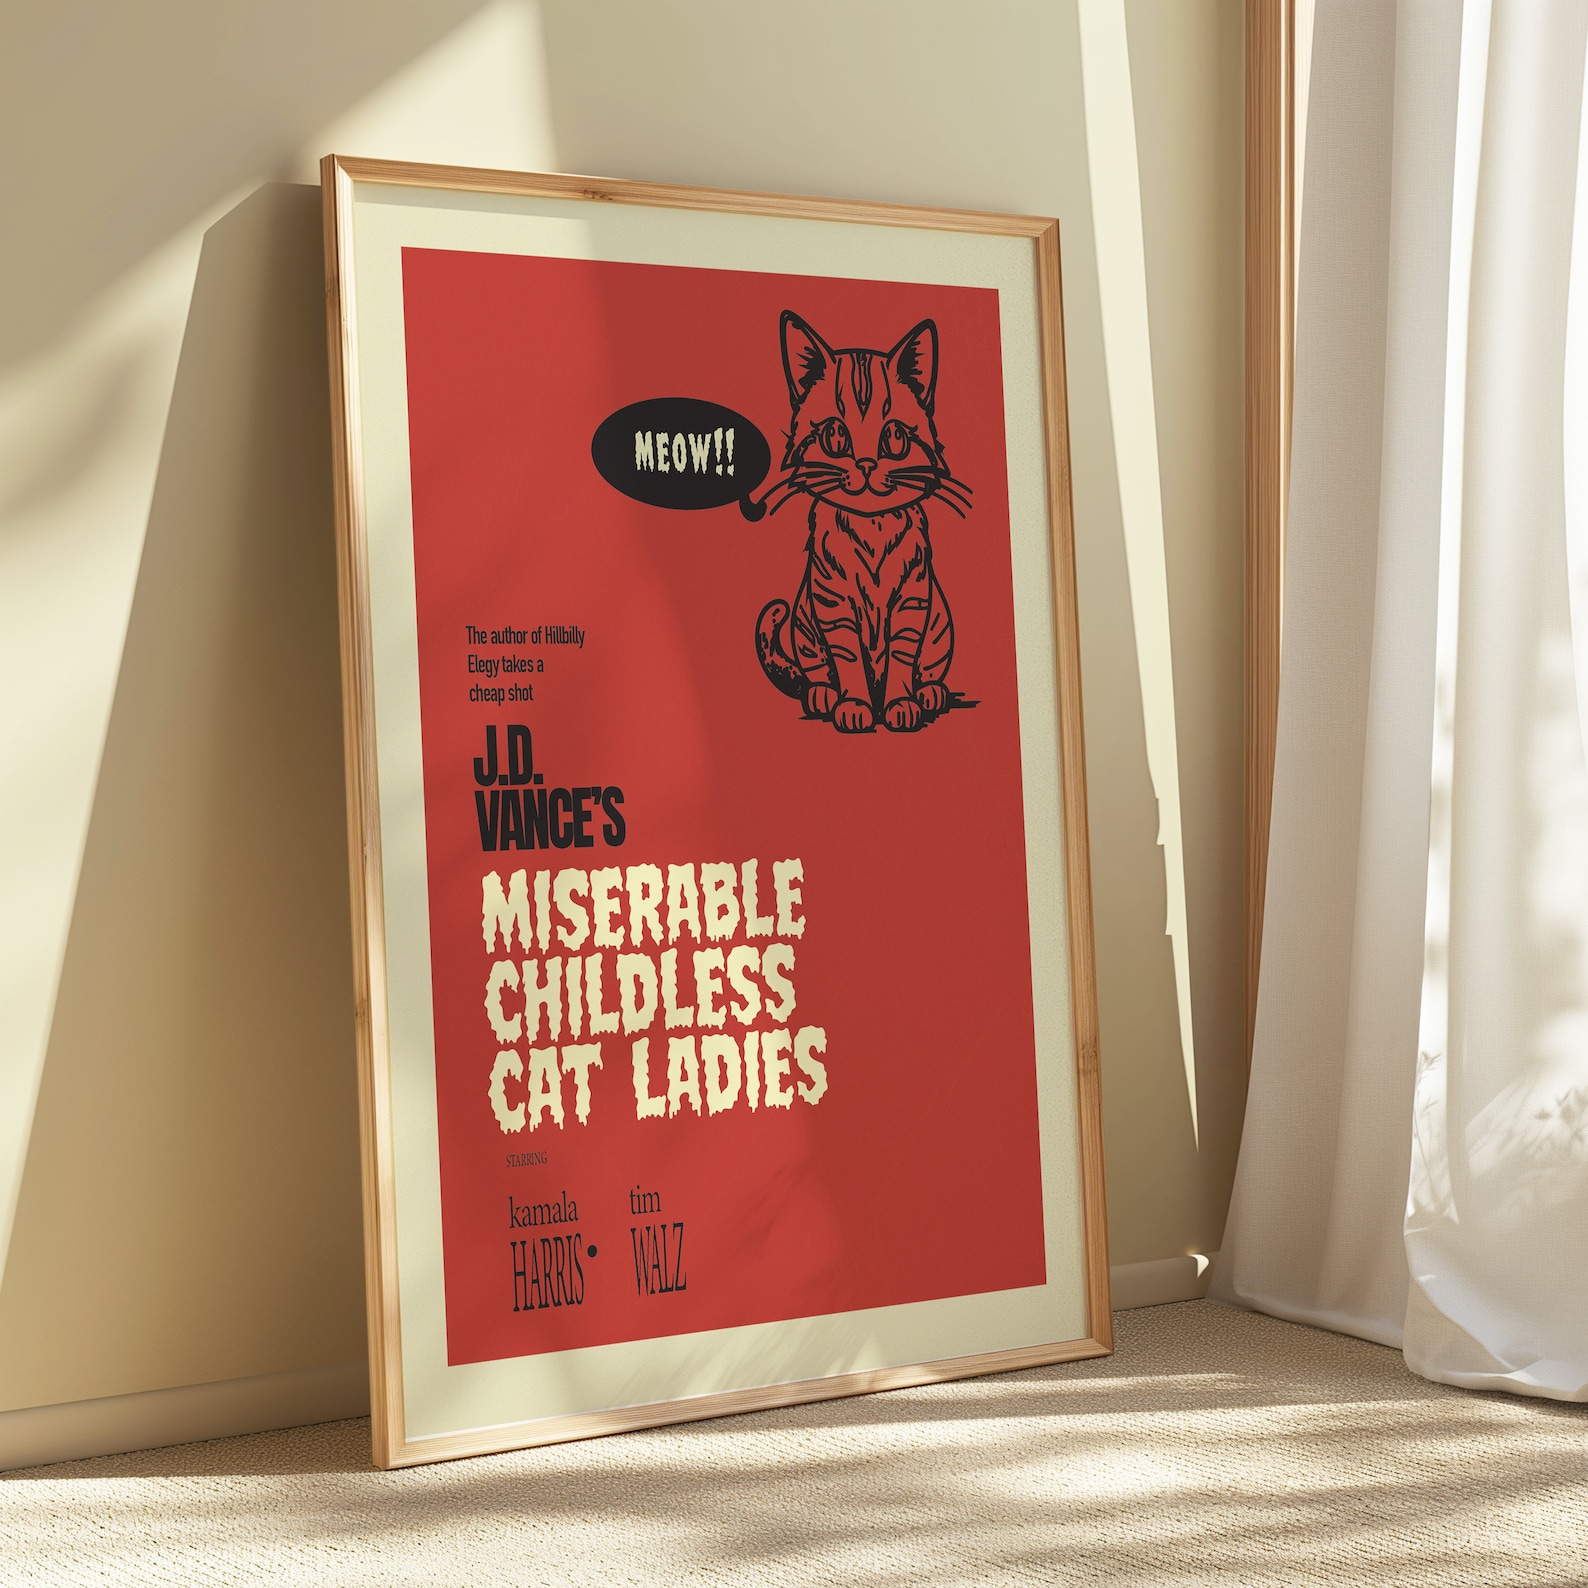 MEOW!!
The author of Hillbilly
Elegy takes a
cheap shot
J.D.
VANCE'S
MISERABLE
CHILDLESS
CAT LADIES
STARRING
kamala
HARRIS •
tim
WALZ